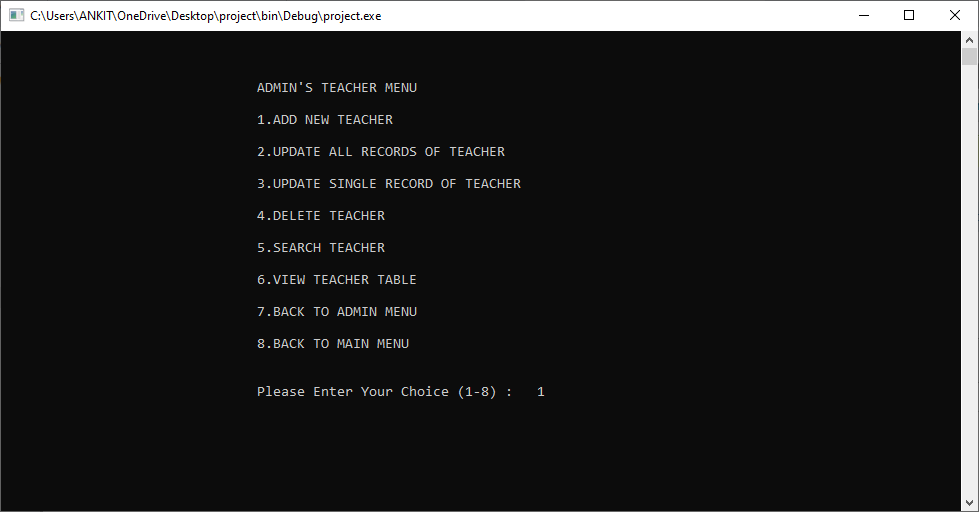 C:\Users\ANKIT\OneDrive\Desktop\project\bin\Debug\project.exe
ADMIN'S TEACHER MENU
1.ADD NEW TEACHER
2.UPDATE ALL RECORDS OF TEACHER
3.UPDATE SINGLE RECORD OF TEACHER
4.DELETE TEACHER
5.SEARCH TEACHER
6.VIEW TEACHER TABLE
7.BACK TO ADMIN MENU
8.BACK TO MAIN MENU
Please Enter Your Choice (1-8) :   1